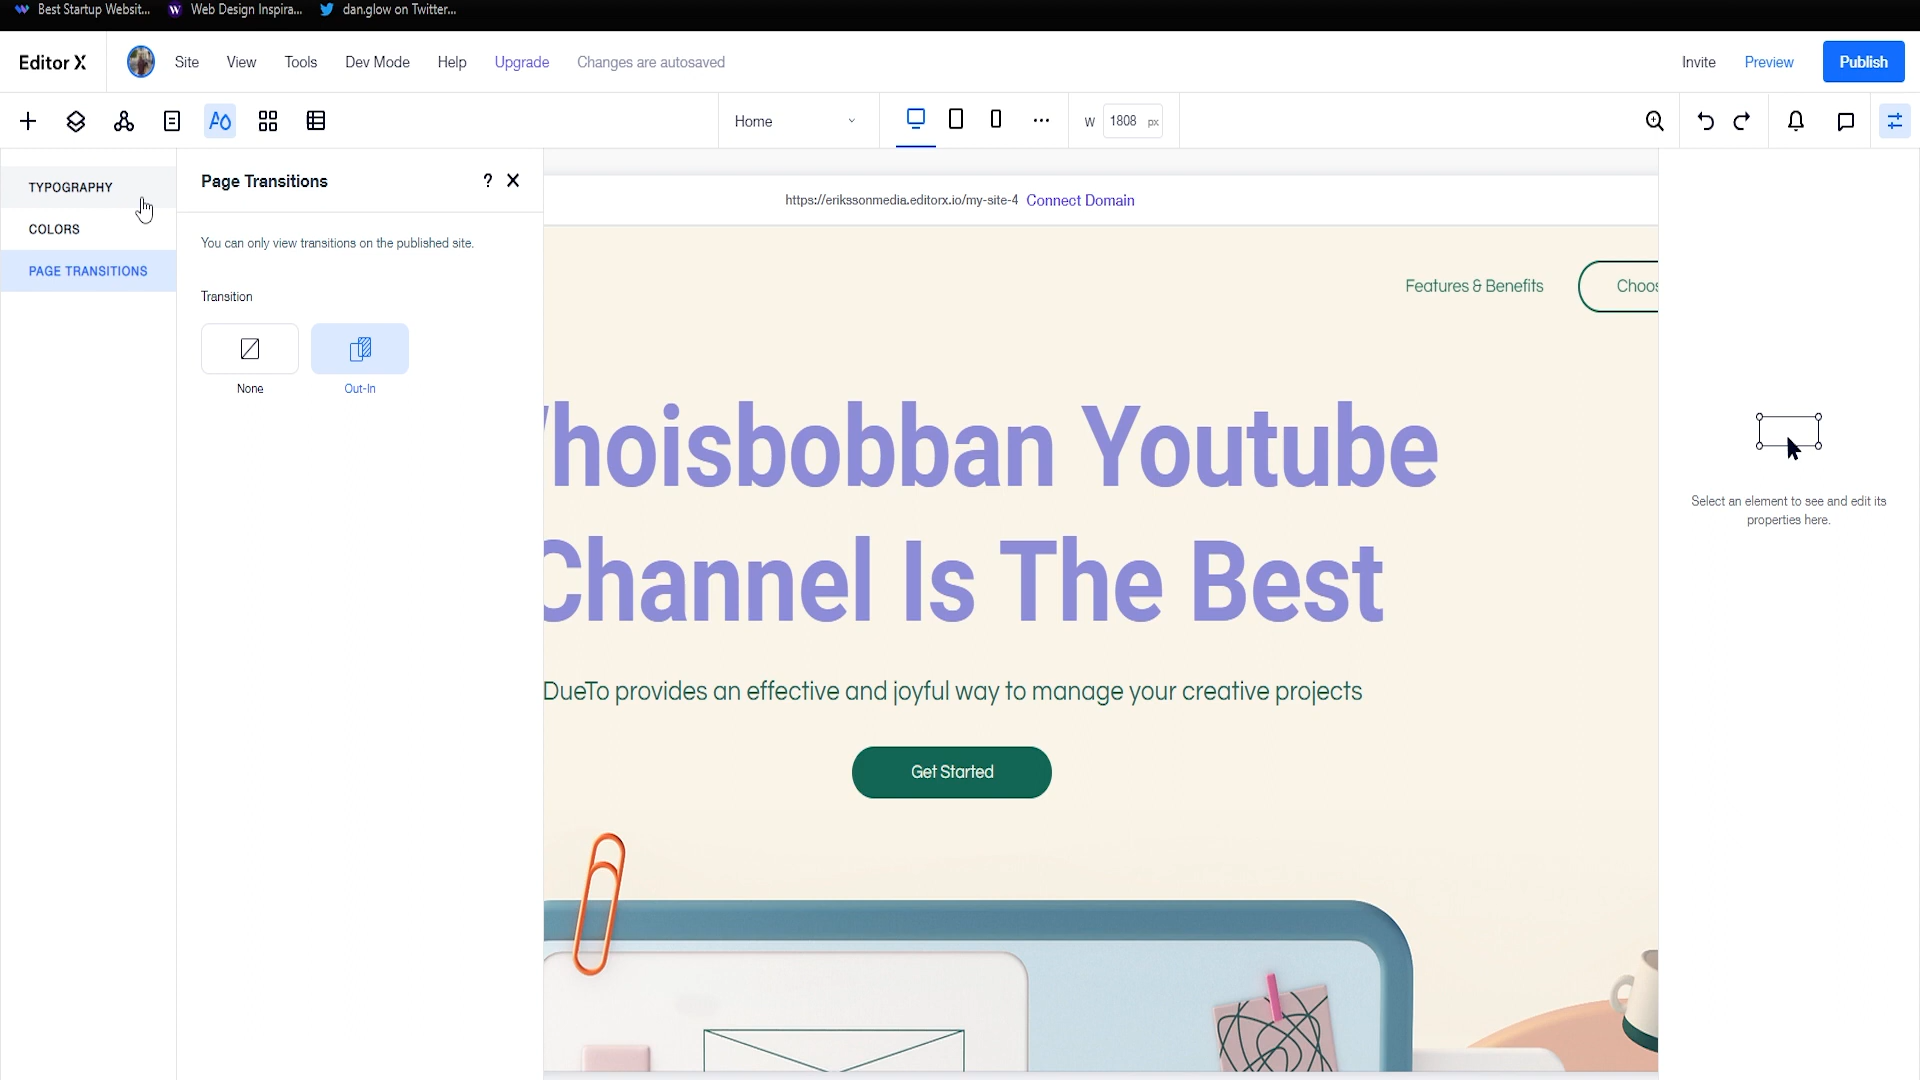 Best Startup Websit... Web Design Inspira... dan.glow on Twitter...
Editor X Site View Tools Dev Mode Help Upgrade Changes are autosaved Invite Preview Publish
Home W 1808 px
TYPOGRAPHY
COLORS
PAGE TRANSITIONS
Page Transitions ?
You can only view transitions on the published site.
Transition
None Out-In
https://erikssonmedia.editorx.io/my-site-4 Connect Domain
Features & Benefits Choos
hoisbobban Youtube
Channel Is The Best
DueTo provides an effective and joyful way to manage your creative projects
Get Started
Select an element to see and edit its
properties here.